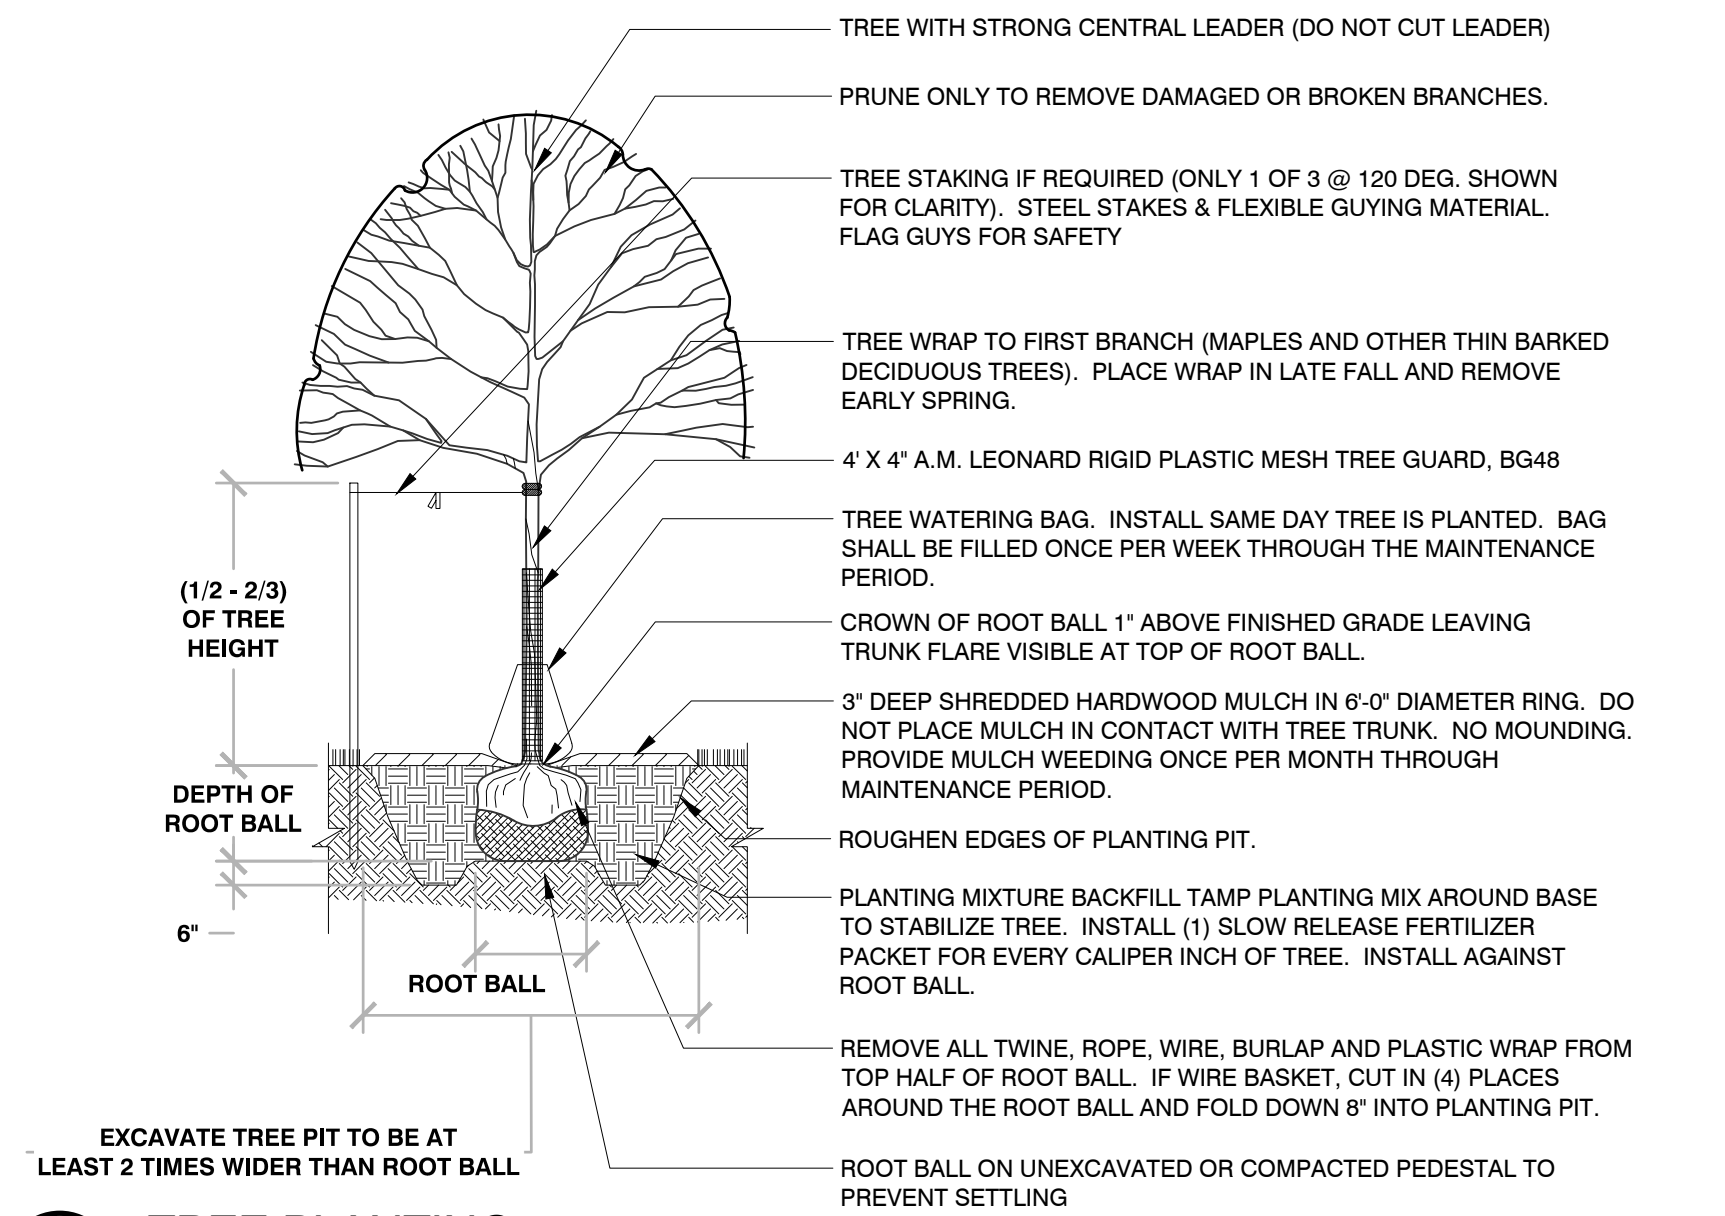 TREE WITH STRONG CENTRAL LEADER (DO NOT CUT LEADER)
PRUNE ONLY TO REMOVE DAMAGED OR BROKEN BRANCHES.
TREE STAKING IF REQUIRED (ONLY 1 OF 3 @ 120 DEG. SHOWN
FOR CLARITY). STEEL STAKES & FLEXIBLE GUYING MATERIAL.
FLAG GUYS FOR SAFETY
TREE WRAP TO FIRST BRANCH (MAPLES AND OTHER THIN BARKED
DECIDUOUS TREES). PLACE WRAP IN LATE FALL AND REMOVE
EARLY SPRING.
4' X 4" A.M. LEONARD RIGID PLASTIC MESH TREE GUARD, BG48
TREE WATERING BAG. INSTALL SAME DAY TREE IS PLANTED. BAG
SHALL BE FILLED ONCE PER WEEK THROUGH THE MAINTENANCE
PERIOD.
CROWN OF ROOT BALL 1" ABOVE FINISHED GRADE LEAVING
TRUNK FLARE VISIBLE AT TOP OF ROOT BALL.
3" DEEP SHREDDED HARDWOOD MULCH IN 6'-0" DIAMETER RING. DO
NOT PLACE MULCH IN CONTACT WITH TREE TRUNK. NO MOUNDING.
PROVIDE MULCH WEEDING ONCE PER MONTH THROUGH
MAINTENANCE PERIOD.
ROUGHEN EDGES OF PLANTING PIT.
PLANTING MIXTURE BACKFILL TAMP PLANTING MIX AROUND BASE
TO STABILIZE TREE. INSTALL (1) SLOW RELEASE FERTILIZER
PACKET FOR EVERY CALIPER INCH OF TREE. INSTALL AGAINST
ROOT BALL.
REMOVE ALL TWINE, ROPE, WIRE, BURLAP AND PLASTIC WRAP FROM
TOP HALF OF ROOT BALL. IF WIRE BASKET, CUT IN (4) PLACES
AROUND THE ROOT BALL AND FOLD DOWN 8" INTO PLANTING PIT.
ROOT BALL ON UNEXCAVATED OR COMPACTED PEDESTAL TO
PREVENT SETTLING
(1/2 - 2/3)
OF TREE
HEIGHT
DEPTH OF
ROOT BALL
6"
ROOT BALL
EXCAVATE TREE PIT TO BE AT
LEAST 2 TIMES WIDER THAN ROOT BALL
TREE PLANTING